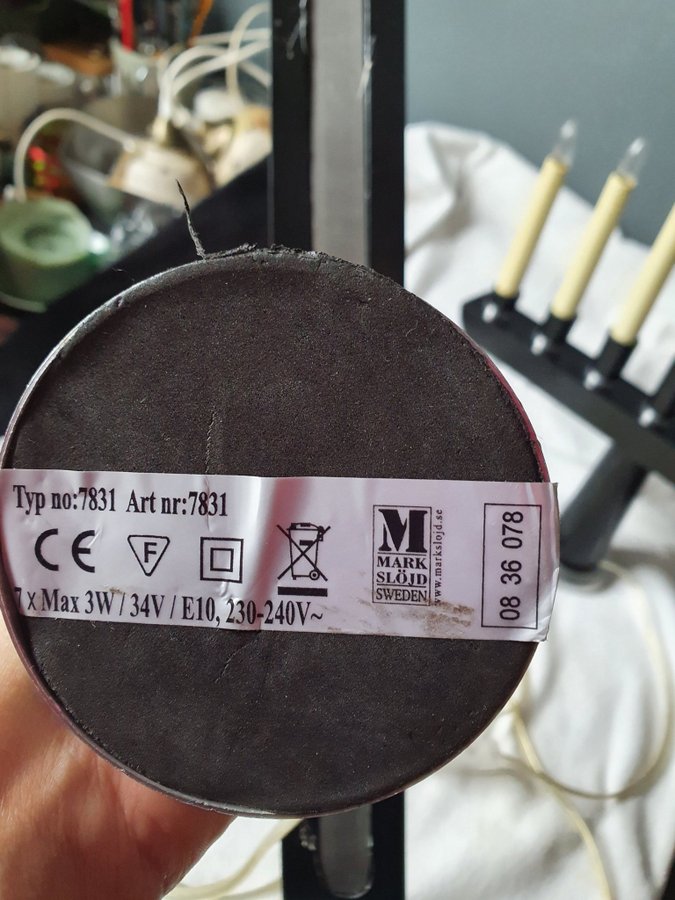 Typ no:7831 Art nr:7831
CE F
7 x Max 3W / 34V / E10, 230-240V~
M
MARK
SLÖJD
SWEDEN
www.markslojd.se
08 36 078